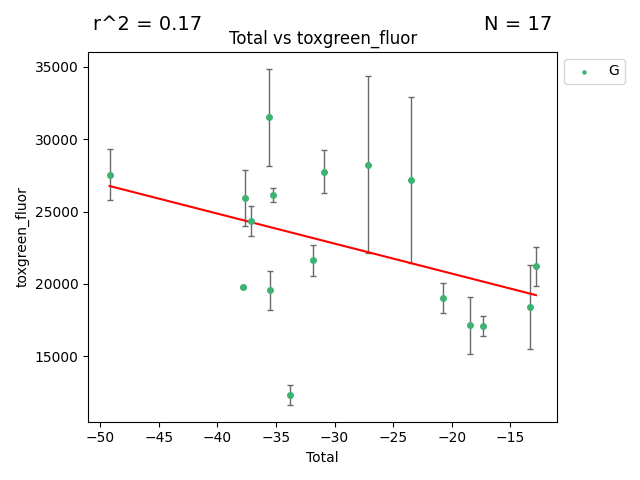 r^2 = 0.17
N = 17
Total vs toxgreen_fluor
G
35000
30000
25000
20000
15000
toxgreen_fluor
−50
−45
−40
−35
−30
−25
−20
−15
Total